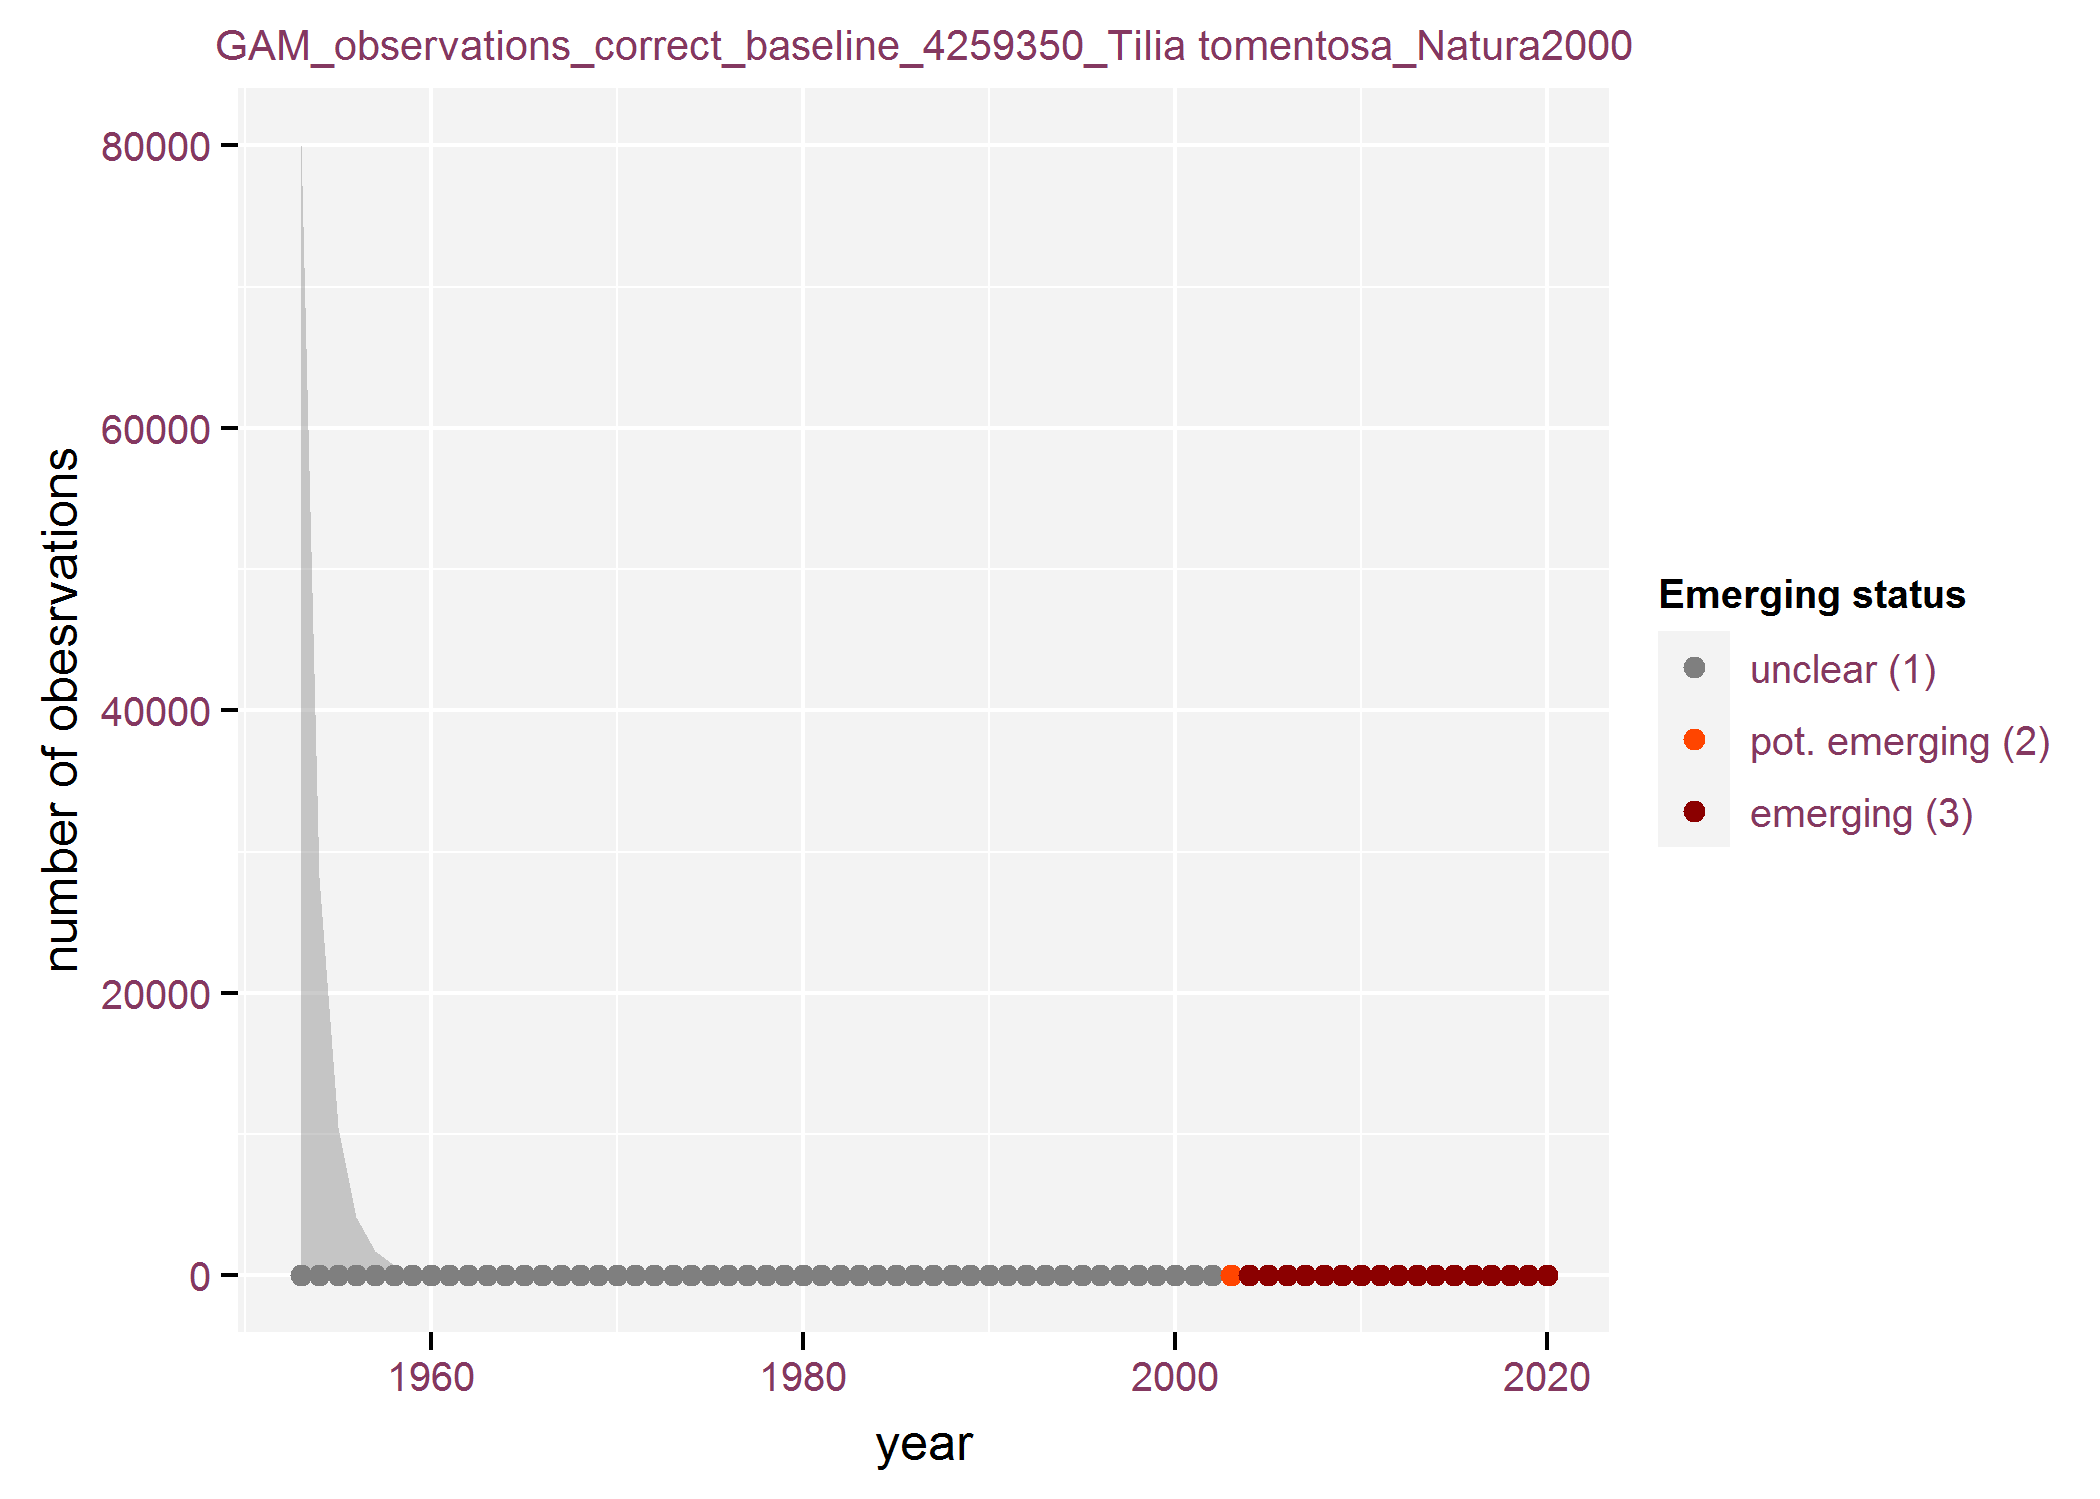 GAM_observations_correct_baseline_4259350_Tilia tomentosa_Natura2000
80000
60000
40000
20000
0
number of obesrvations
1960
1980
2000
2020
year
Emerging status
unclear (1)
pot. emerging (2)
emerging (3)